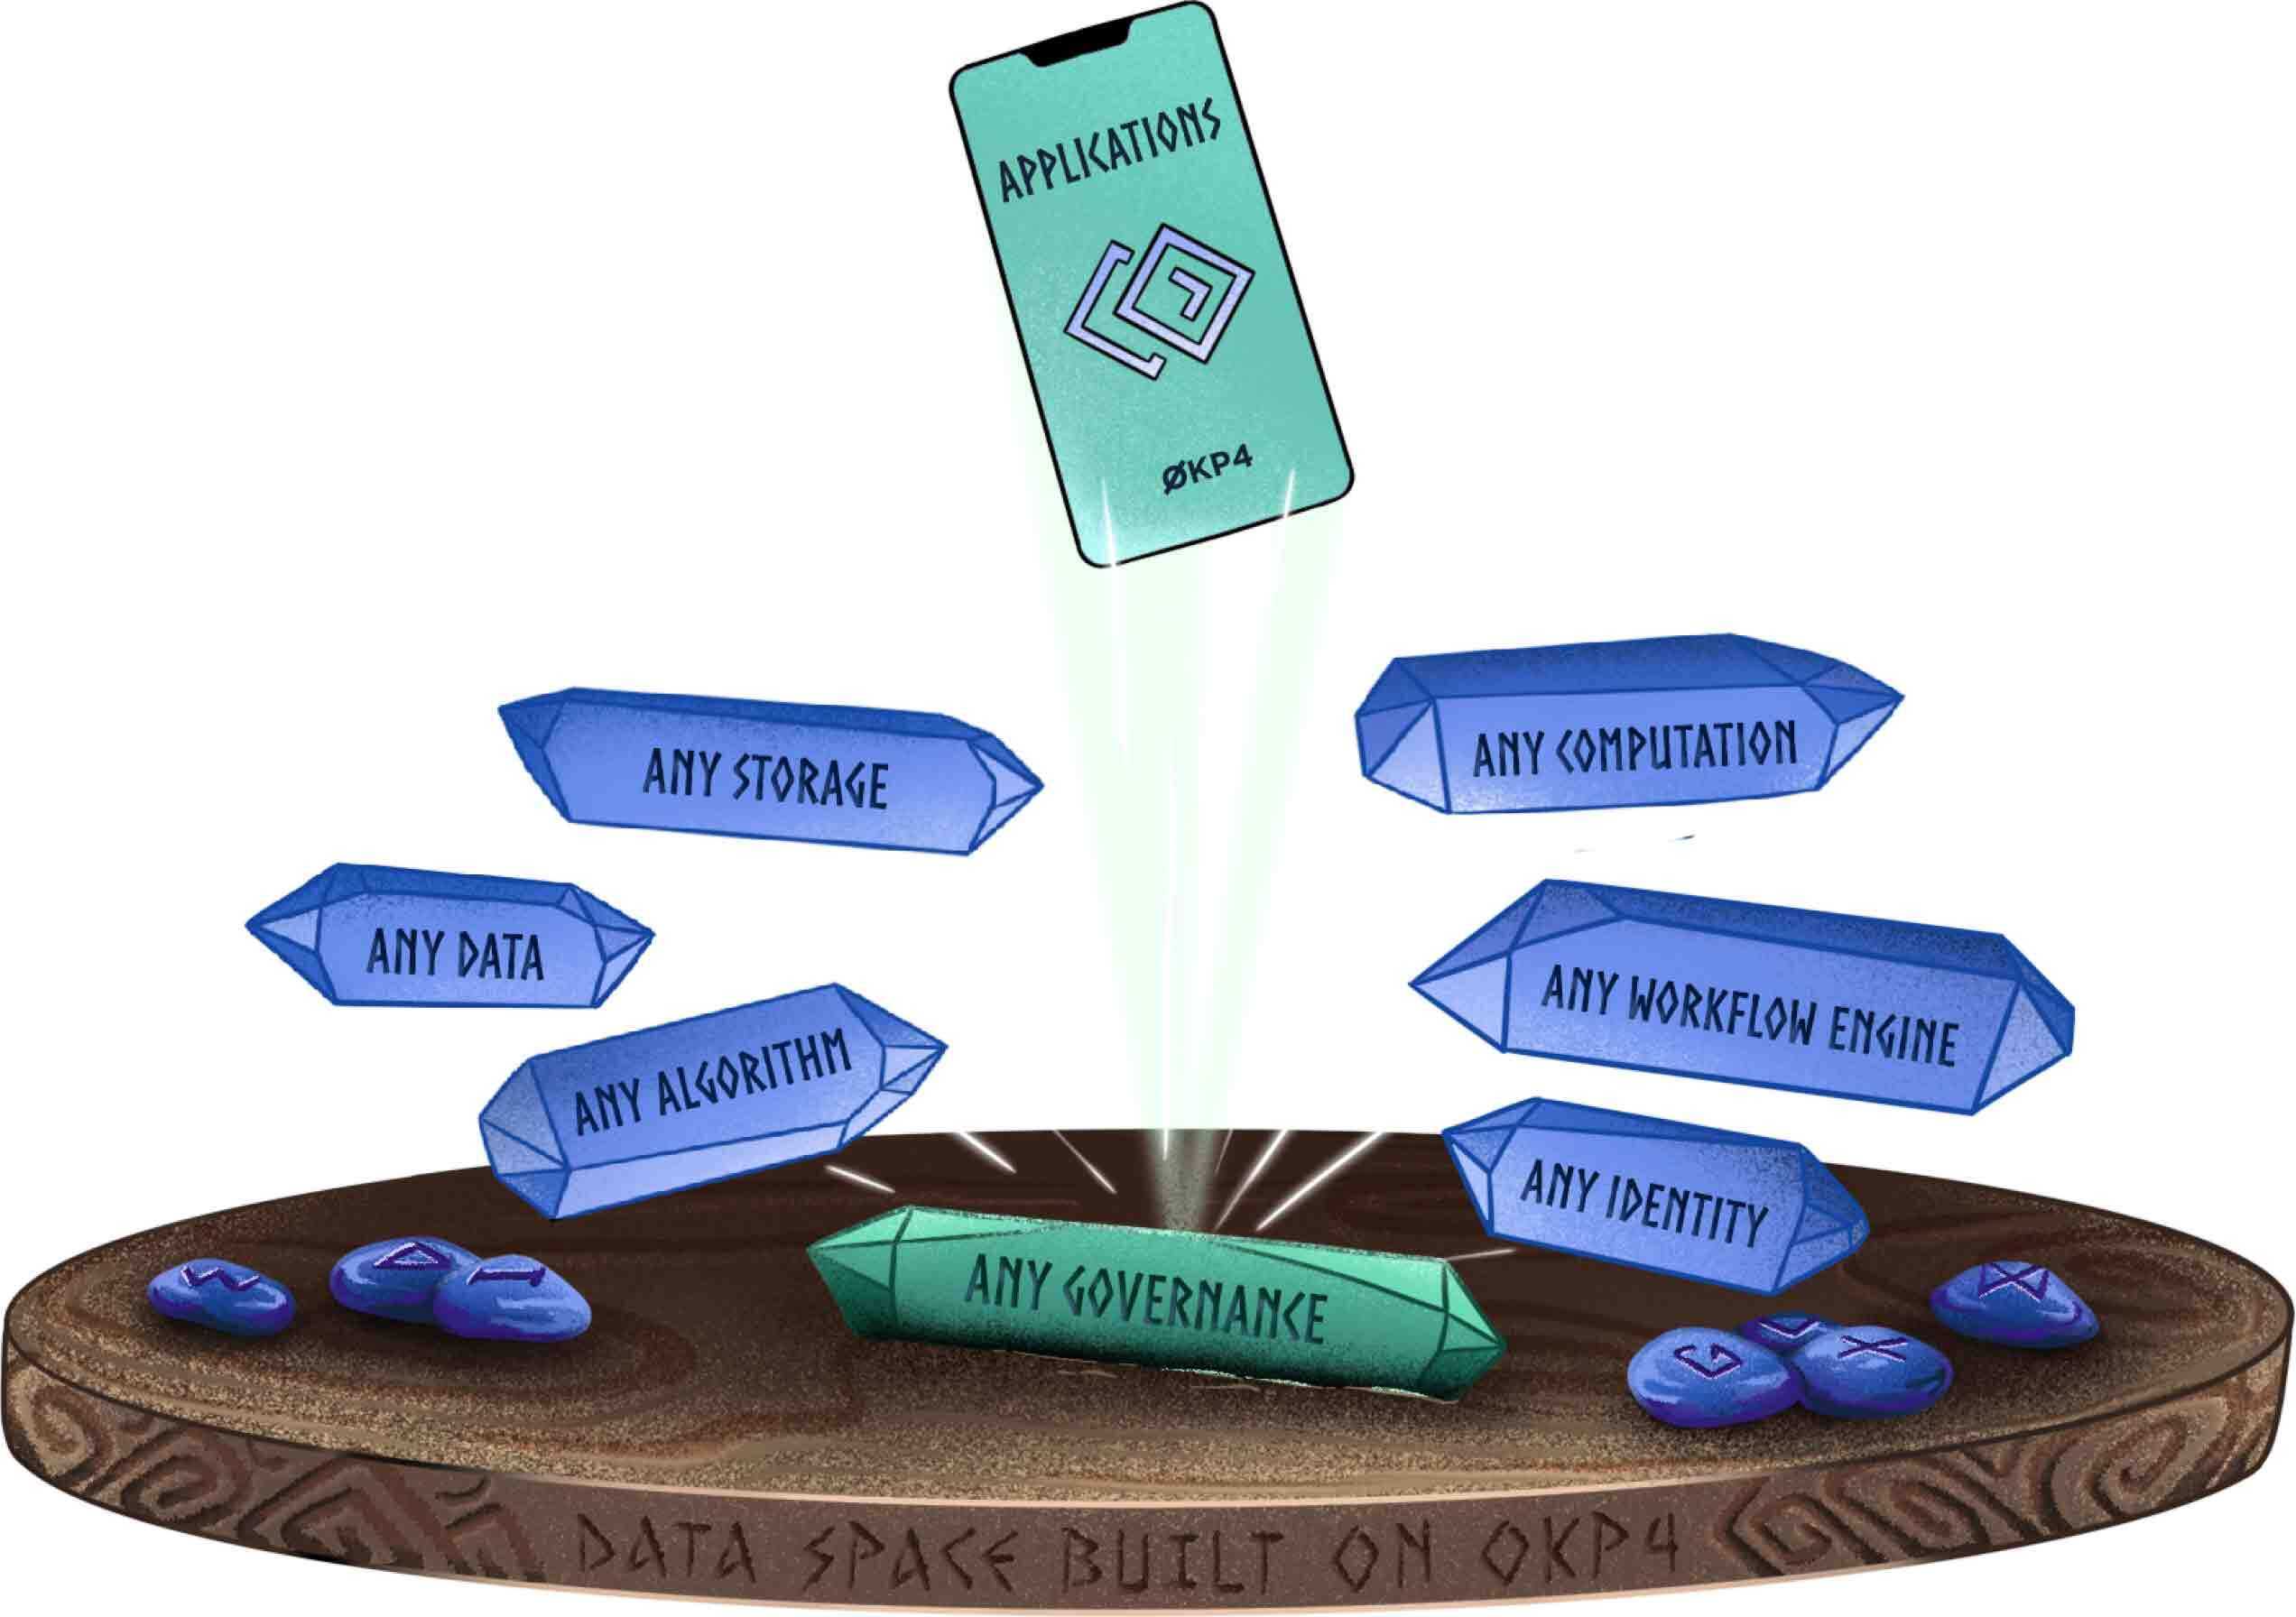 APPLICATIONS
ØKP4
ANY STORAGE
ANY COMPUTATION
ANY DATA
ANY WORKFLOW ENGINE
ANY ALGORITHM
ANY IDENTITY
ANY GOVERNANCE
DATA SPACE BUILT ON OKP4